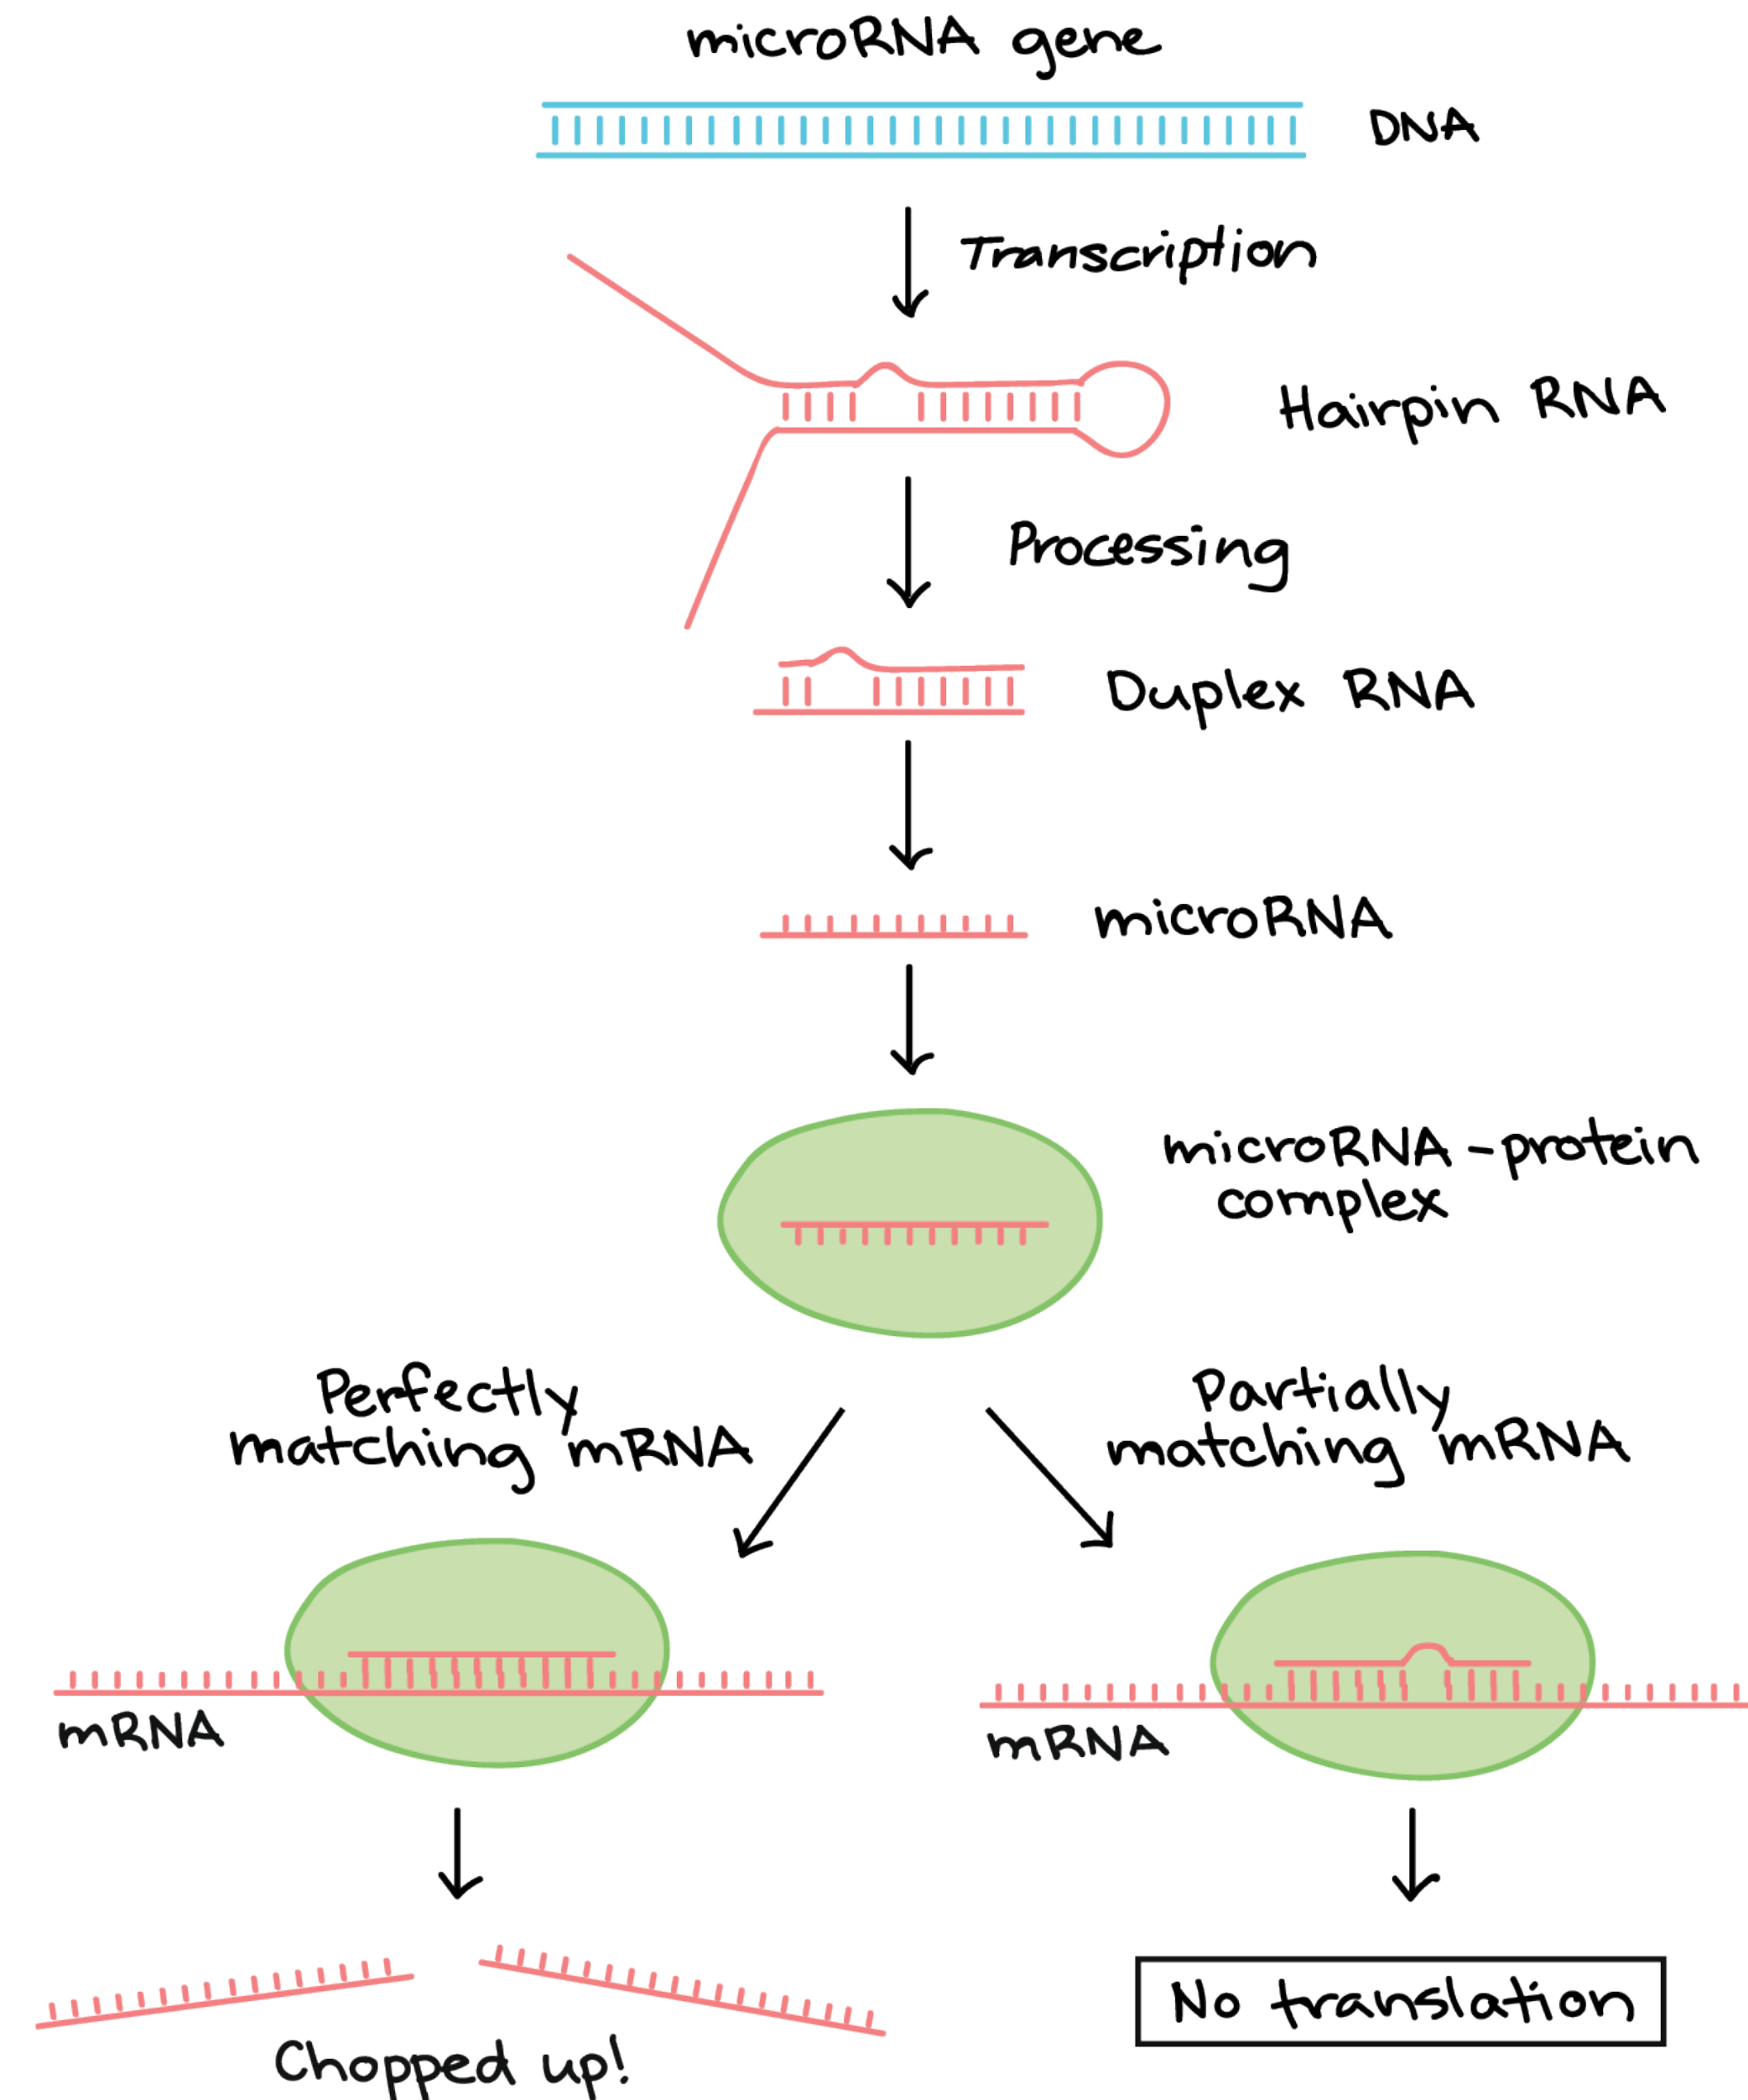 microRNA gene
DNA
Transcription
Hairpin RNA
Processing
Duplex RNA
microRNA
microRNA-protein
complex
Perfectly
matching mRNA
Partially
matching mRNA
mRNA
mRNA
Chopped up!
No translation